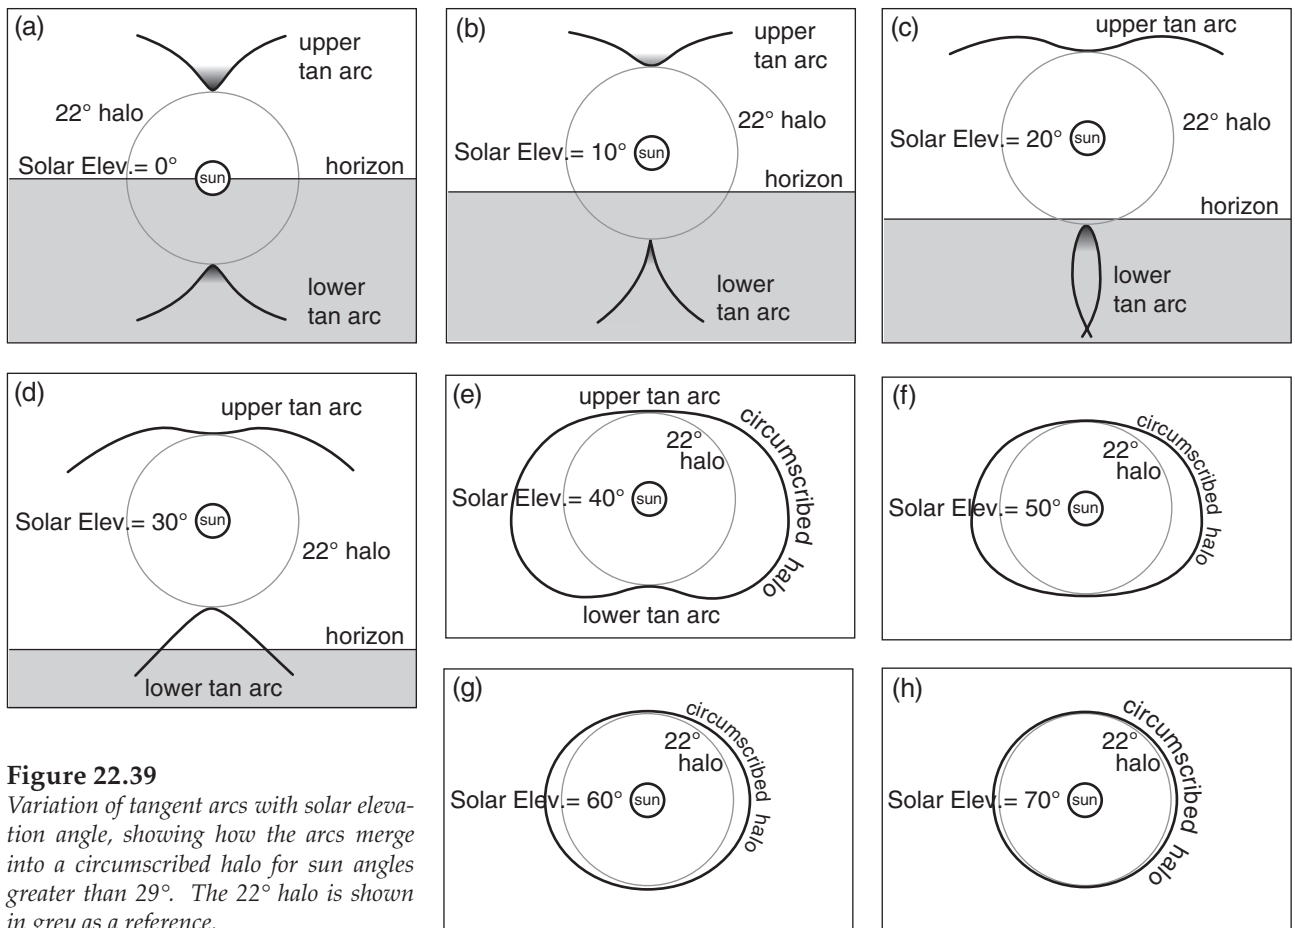 (a)
upper
tan arc
22° halo
Solar Elev.= 0°
sun
horizon
lower
tan arc
(b)
upper
tan arc
22° halo
Solar Elev.= 10°
sun
horizon
lower
tan arc
(c)
upper tan arc
22° halo
Solar Elev.= 20°
sun
horizon
lower
tan arc
(d)
upper tan arc
Solar Elev.= 30°
sun
22° halo
horizon
lower tan arc
(e)
upper tan arc
circumscribed halo
22°
halo
Solar Elev.= 40°
sun
lower tan arc
(f)
circumscribed halo
22°
halo
Solar Elev.= 50°
sun
(g)
circumscribed halo
22°
halo
Solar Elev.= 60°
sun
(h)
circumscribed halo
22°
halo
Solar Elev.= 70°
sun
Figure 22.39
Variation of tangent arcs with solar eleva-
tion angle, showing how the arcs merge
into a circumscribed halo for sun angles
greater than 29°. The 22° halo is shown
in grey as a reference.